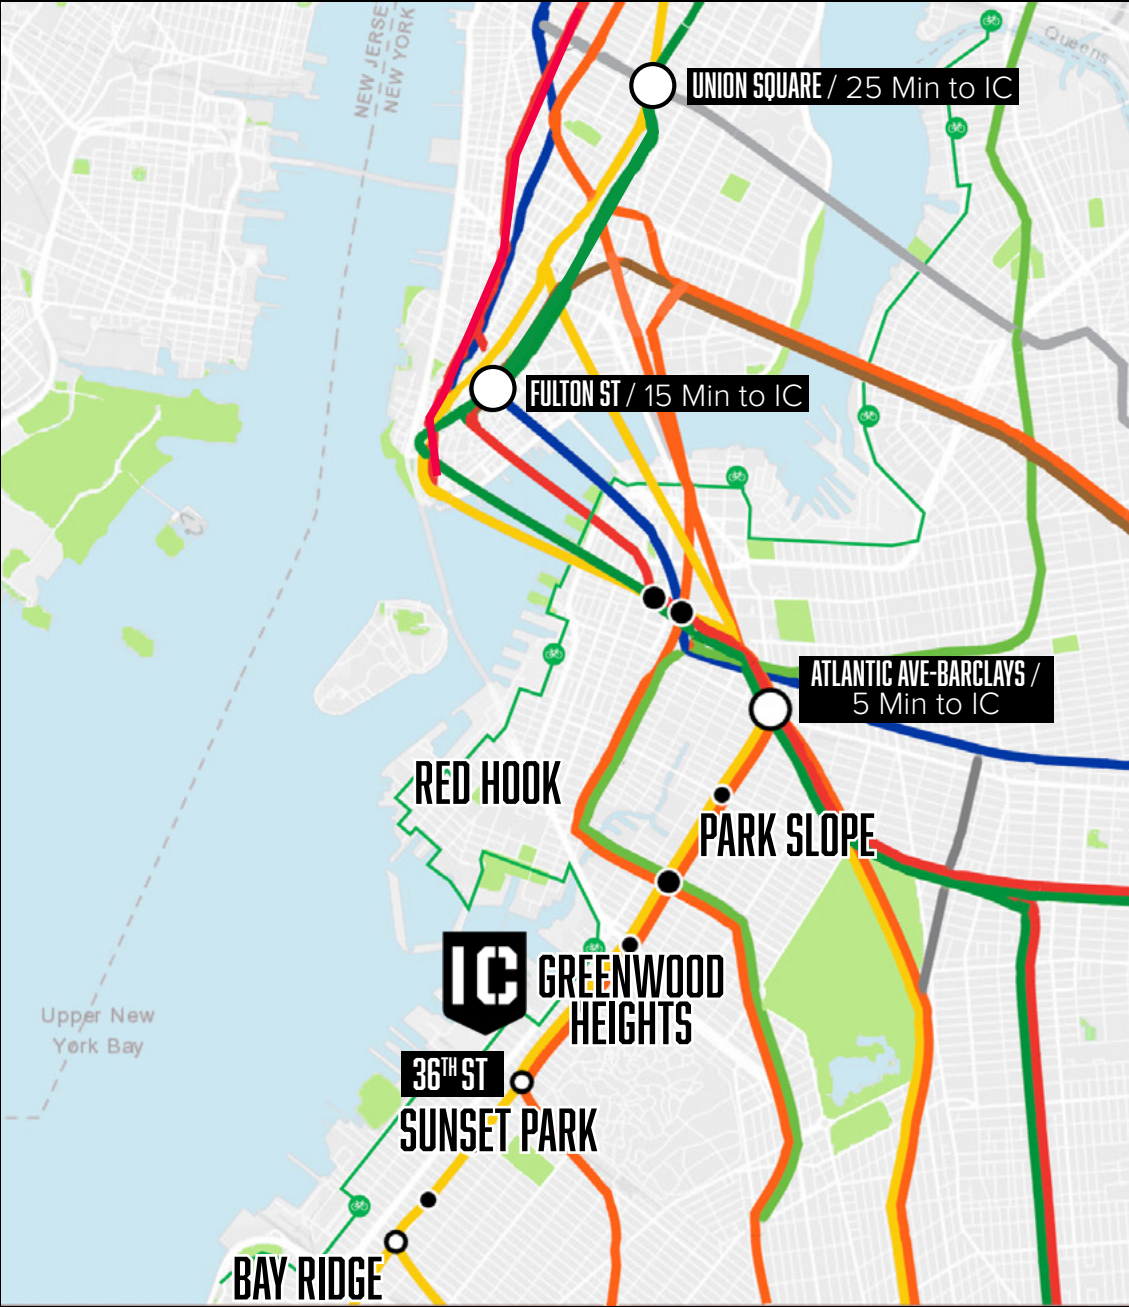 NEW JERSE
NEW YORK
Queens
UNION SQUARE / 25 Min to IC
FULTON ST / 15 Min to IC
ATLANTIC AVE-BARCLAYS /
5 Min to IC
RED HOOK
PARK SLOPE
IC
GREENWOOD
HEIGHTS
Upper New
York Bay
36TH ST
SUNSET PARK
BAY RIDGE